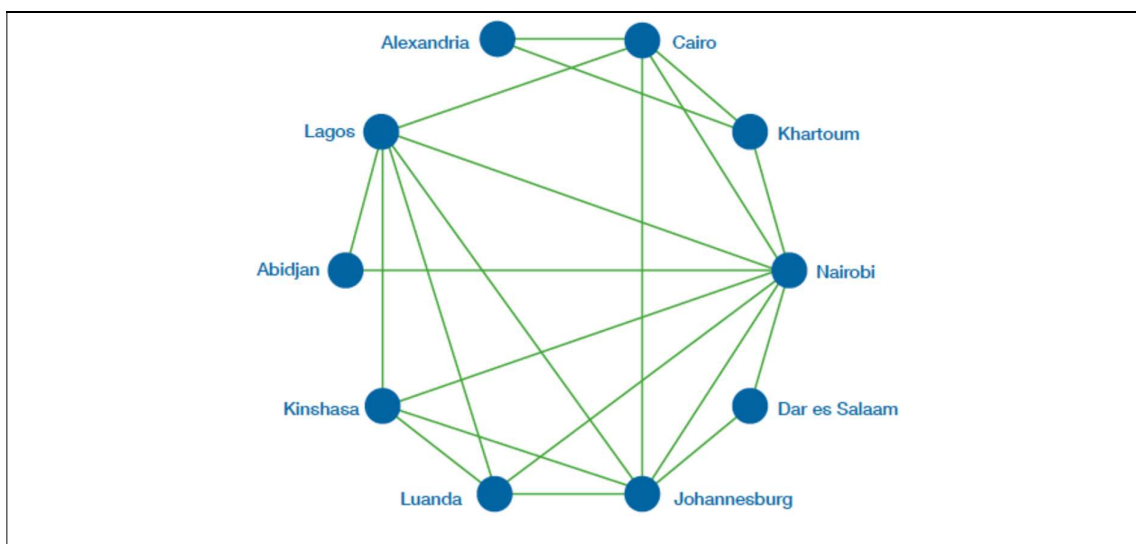 Alexandria
Cairo
Lagos
Khartoum
Abidjan
Nairobi
Kinshasa
Dar es Salaam
Luanda
Johannesburg